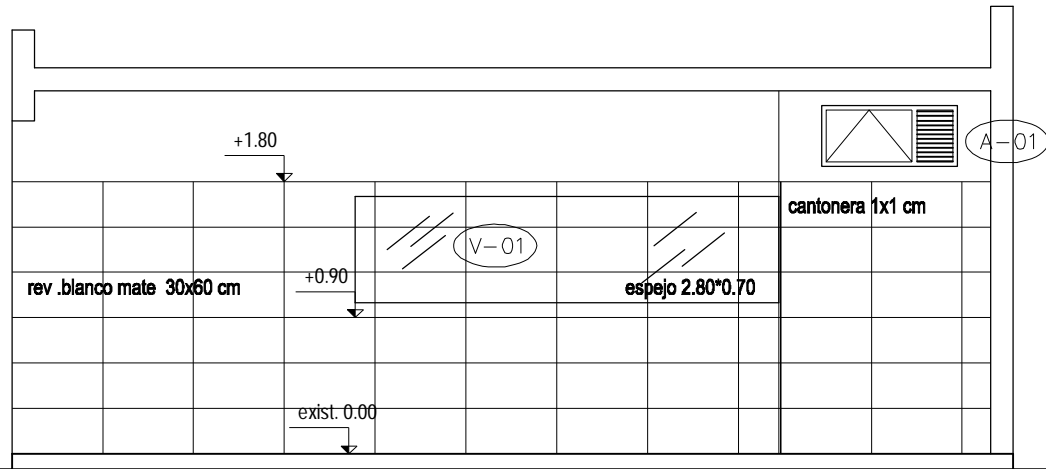 +1.80
A-01
cantonera 1x1 cm
V-01
+0.90
rev .blanco mate 30x60 cm
espejo 2.80*0.70
exist. 0.00